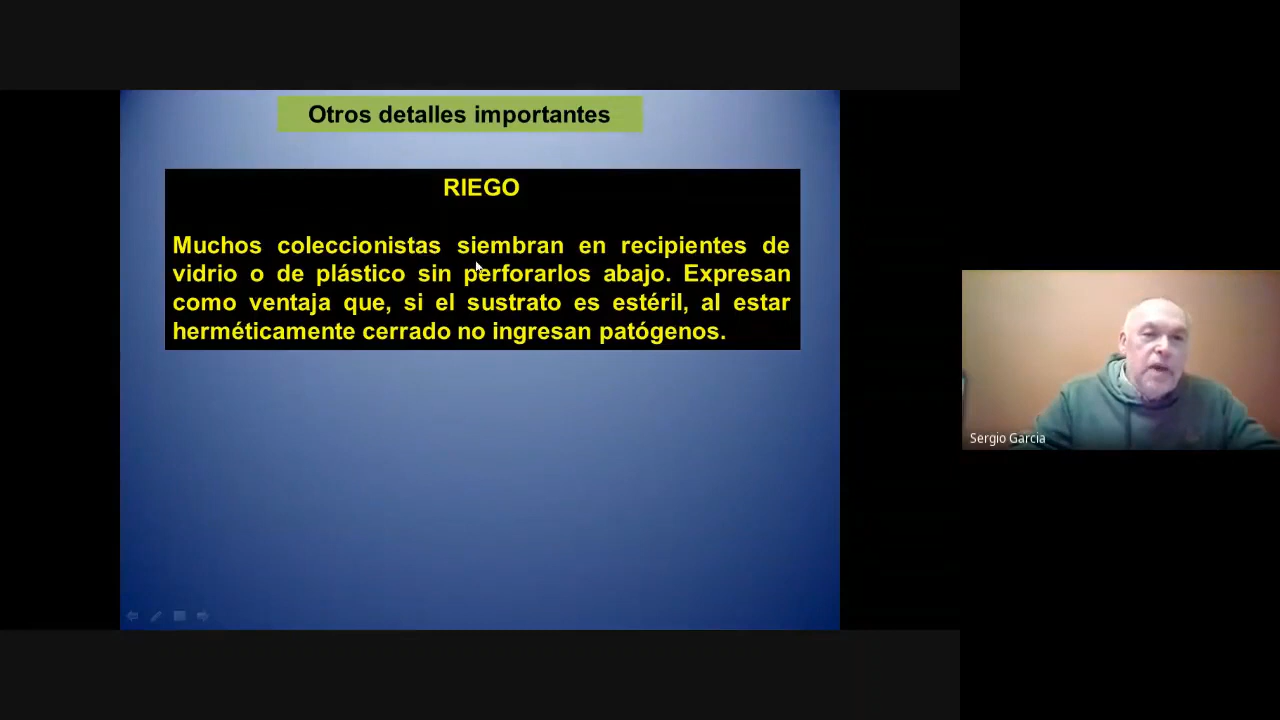 Otros detalles importantes
RIEGO
Muchos coleccionistas siembran en recipientes de
vidrio o de plástico sin perforarlos abajo. Expresan
como ventaja que, si el sustrato es estéril, al estar
herméticamente cerrado no ingresan patógenos.
Sergio Garcia